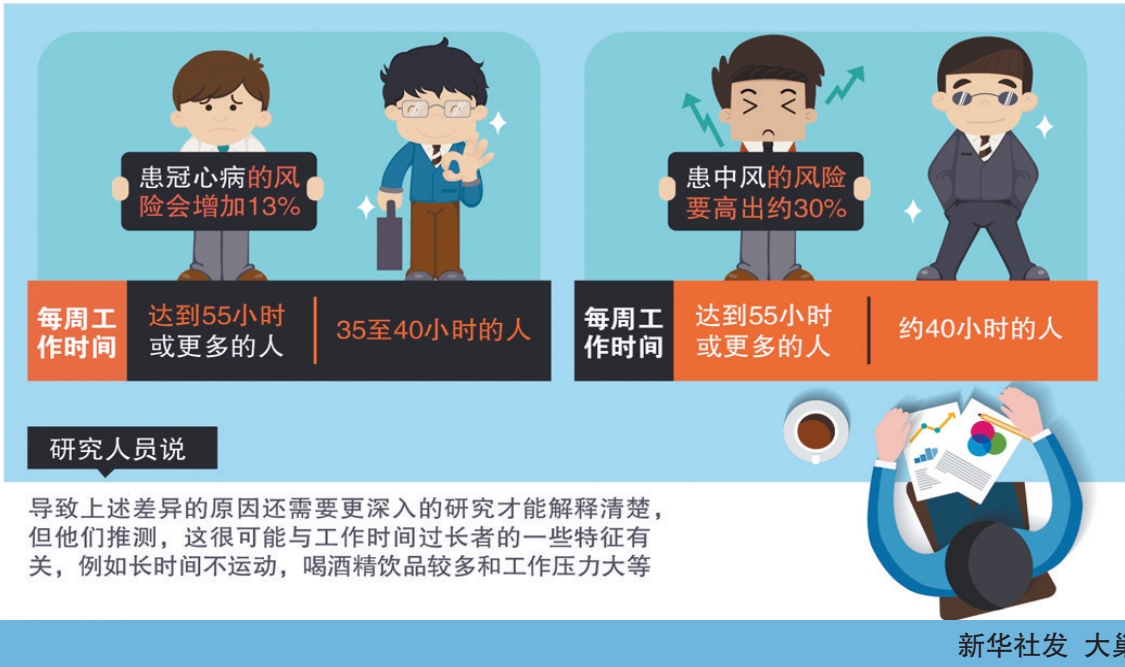 患冠心病的风
险会增加13%
患中风的风险
要高出约30%
每周工
作时间
达到55小时
或更多的人
35至40小时的人
每周工
作时间
达到55小时
或更多的人
约40小时的人
研究人员说
导致上述差异的原因还需要更深入的研究才能解释清楚，
但他们推测，这很可能与工作时间过长者的一些特征有
关，例如长时间不运动，喝酒精饮品较多和工作压力大等
新华社发 大巢